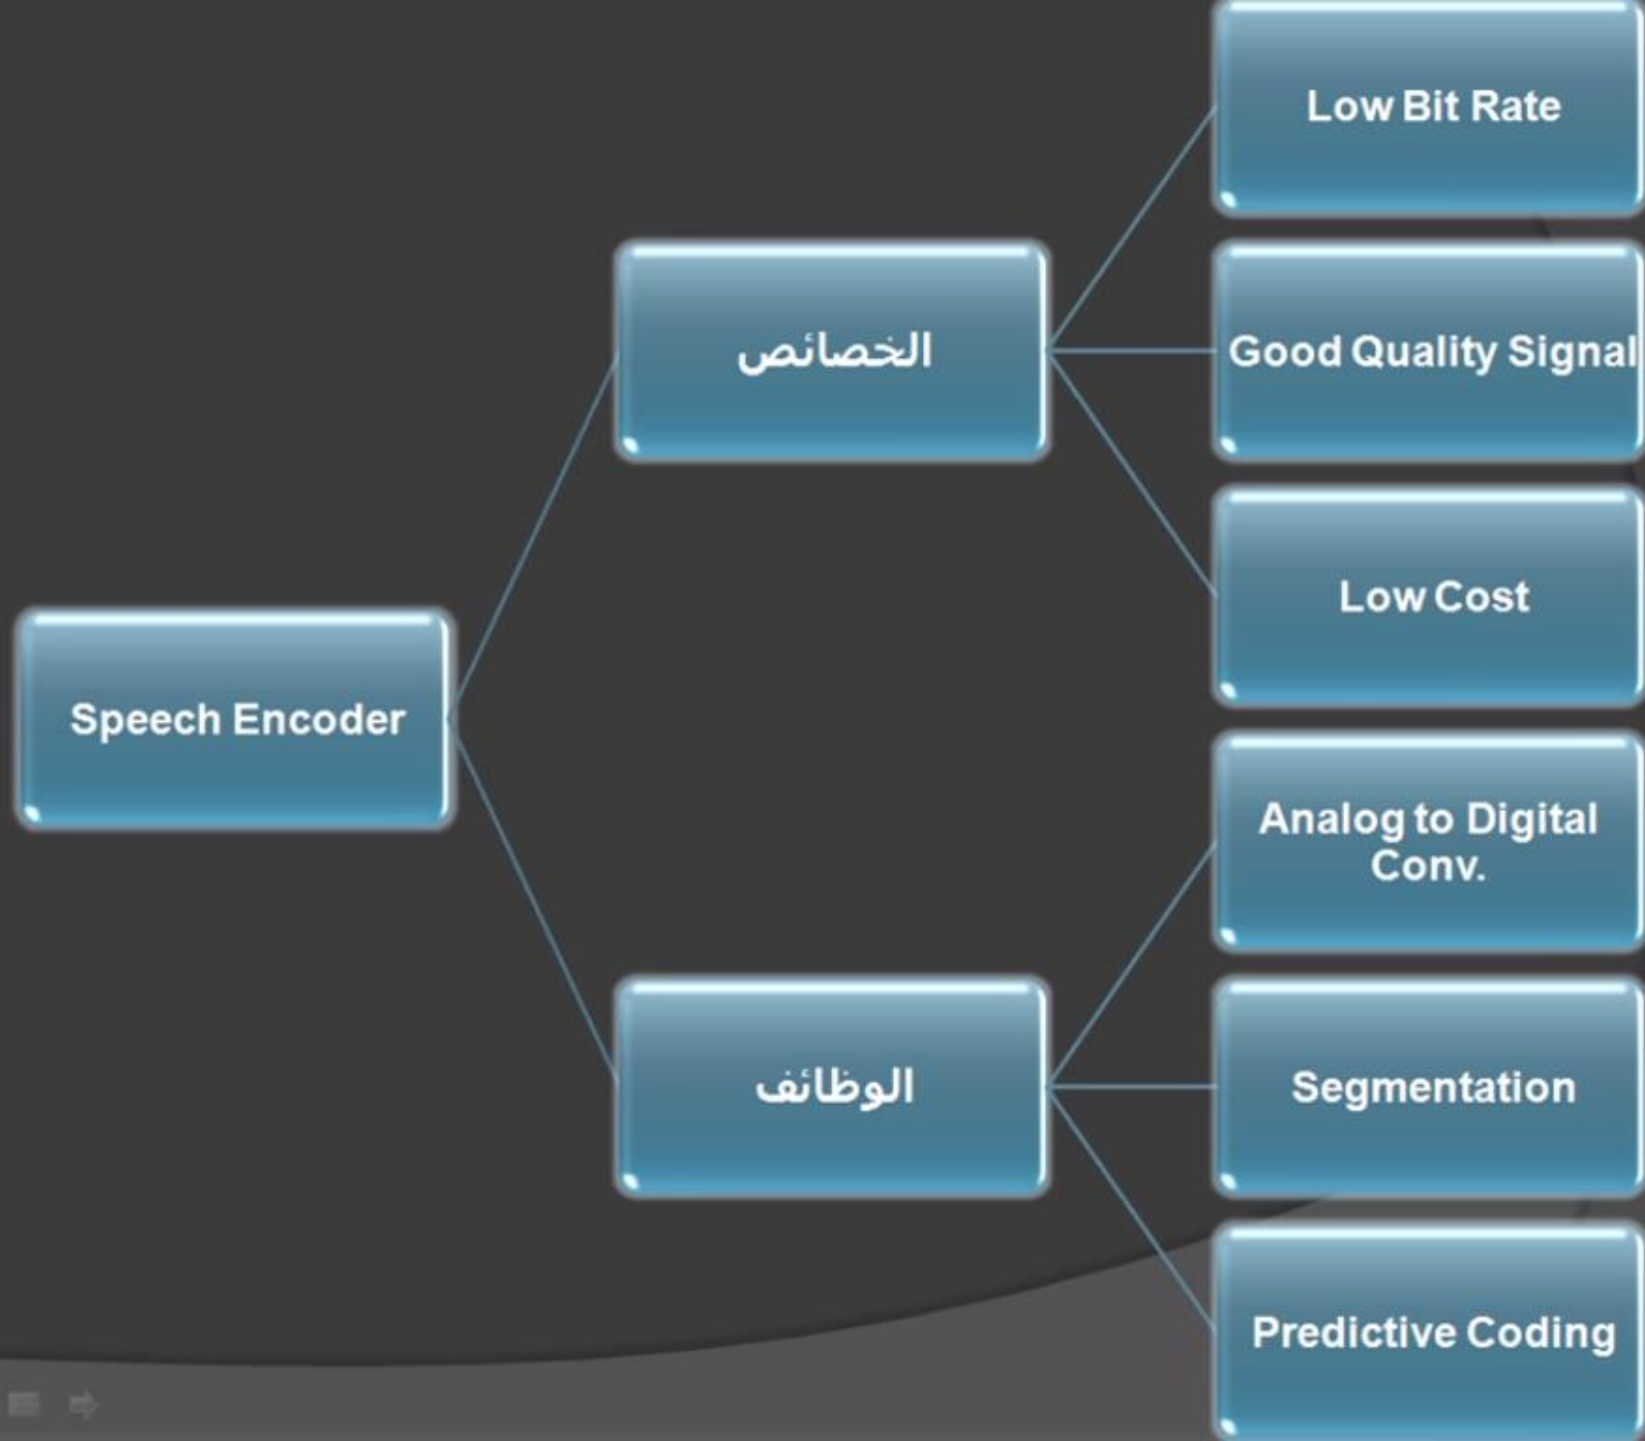 Speech Encoder
الخصائص
Low Bit Rate
Good Quality Signal
Low Cost
الوظائف
Analog to Digital
Conv.
Segmentation
Predictive Coding